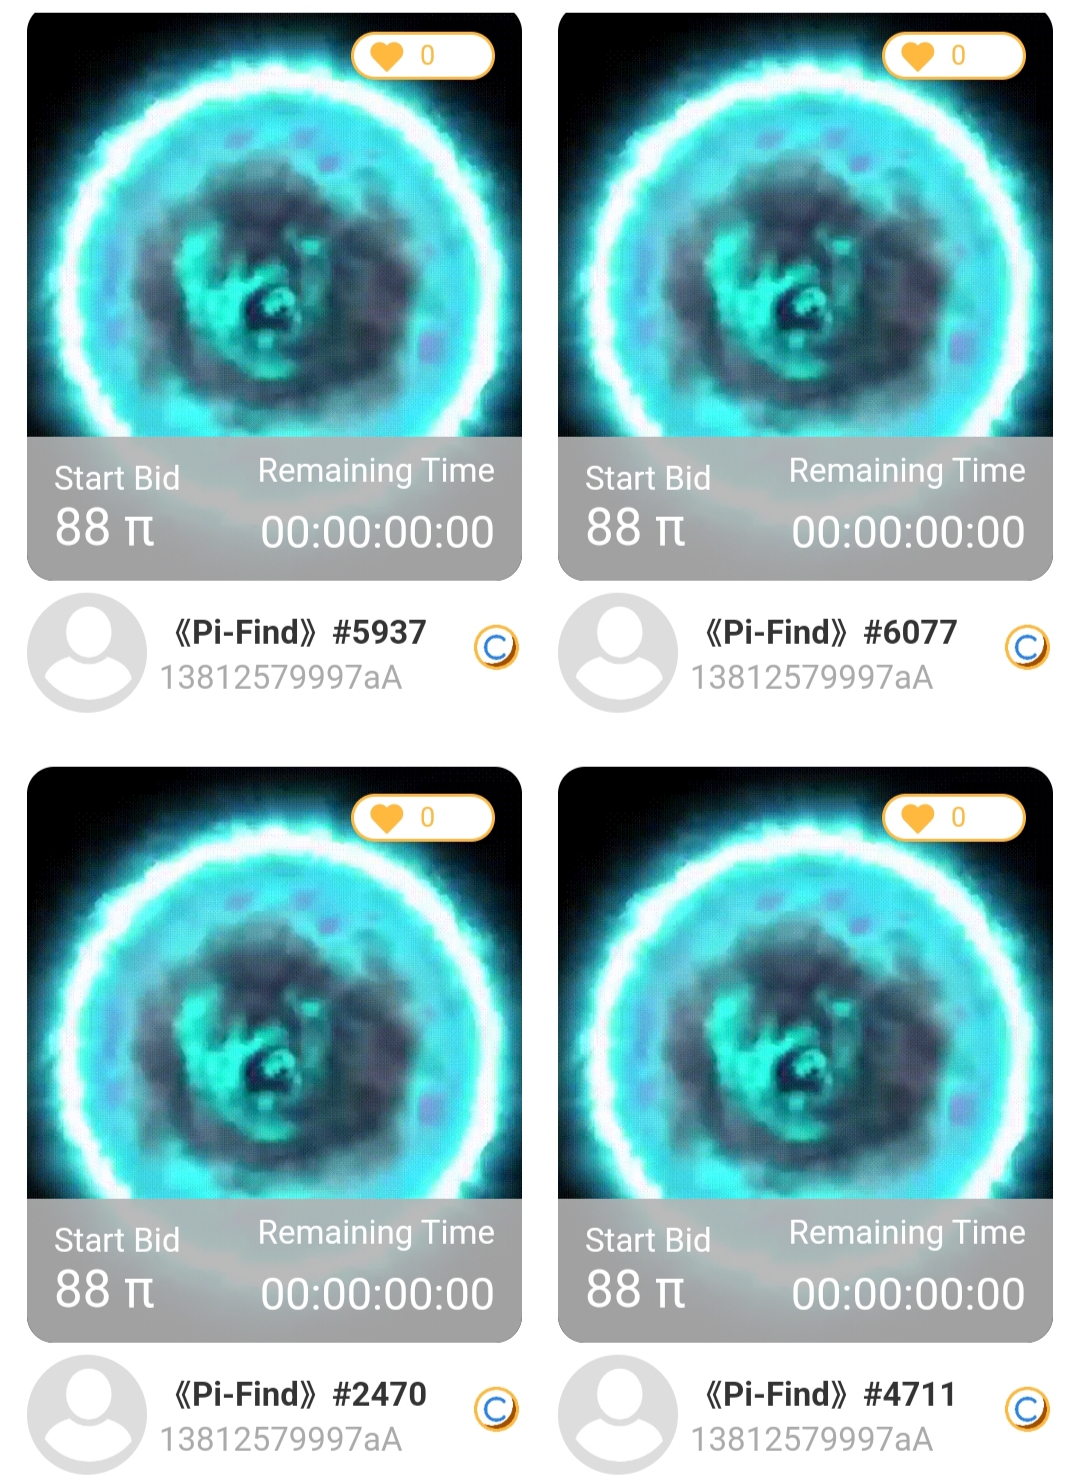 0
0
Start Bid
Remaining Time
88 π
00:00:00:00
Start Bid
Remaining Time
88 π
00:00:00:00
《Pi-Find》 #5937
13812579997aA
《Pi-Find》 #6077
13812579997aA
0
0
Start Bid
Remaining Time
88 π
00:00:00:00
Start Bid
Remaining Time
88 π
00:00:00:00
《Pi-Find》 #2470
13812579997aA
《Pi-Find》 #4711
13812579997aA